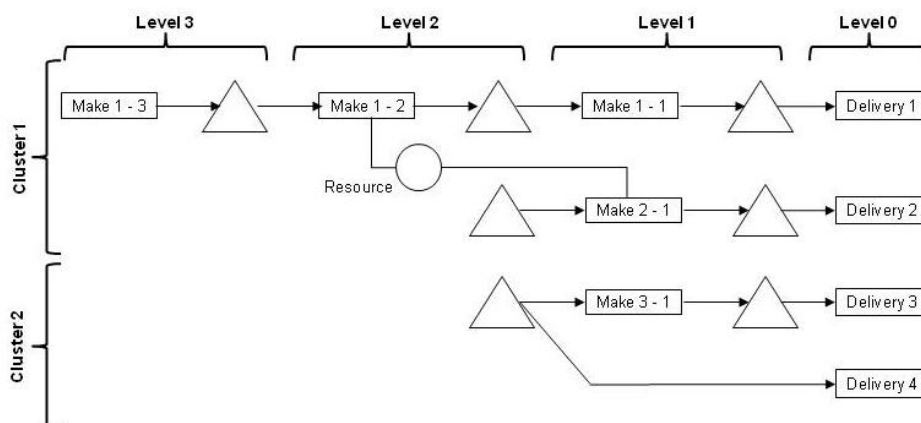 Level 3
Level 2
Level 1
Level 0
Cluster 1
Make 1 - 3
Make 1 - 2
Make 1 - 1
Delivery 1
Resource
Make 2 - 1
Delivery 2
Cluster 2
Make 3 - 1
Delivery 3
Delivery 4